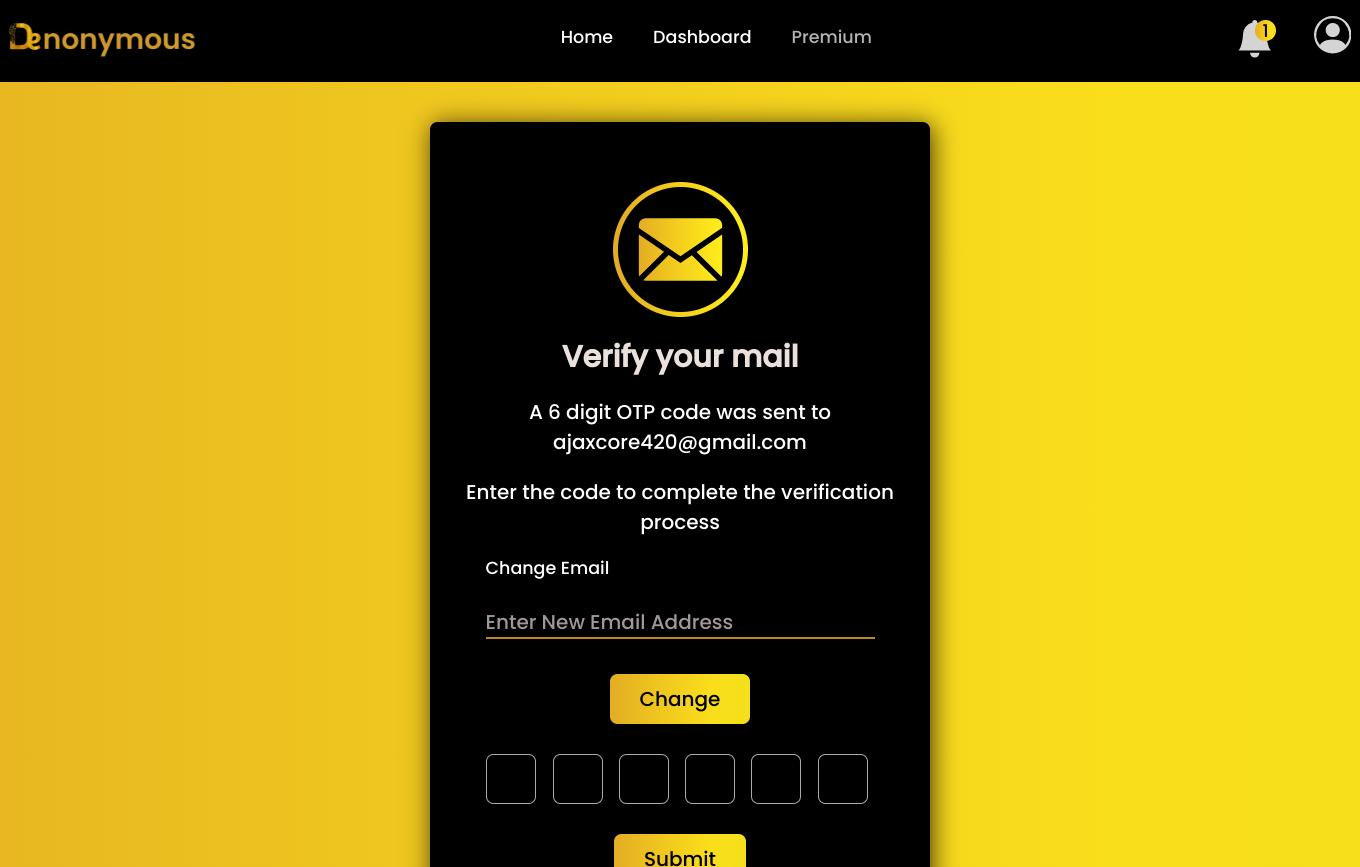 Denonymous
Home Dashboard Premium
1
Verify your mail
A 6 digit OTP code was sent to
ajaxcore420@gmail.com
Enter the code to complete the verification
process
Change Email
Enter New Email Address
Change
Submit